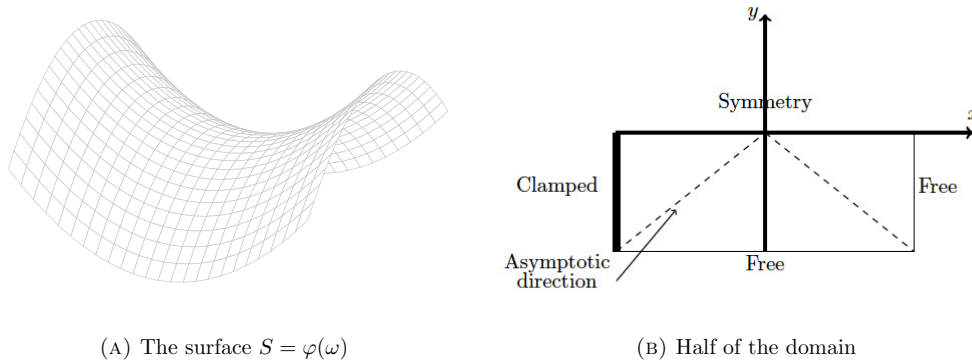 y
Symmetry
x
Clamped
Free
Asymptotic
direction
Free
(A) The surface S = φ(ω)
(B) Half of the domain